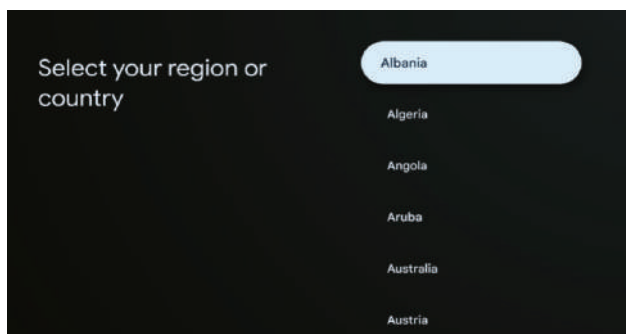 Select your region or
country
Albania
Algeria
Angola
Aruba
Australia
Austria